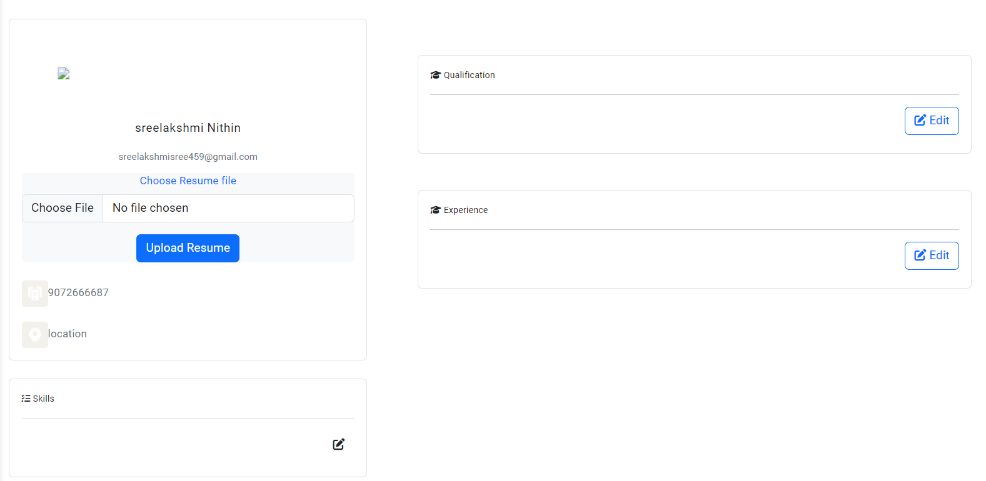 sreelakshmi Nithin
sreelakshmisree459@gmail.com
Choose Resume file
Choose File No file chosen
Upload Resume
9072666687
location
Skills
Qualification
Edit
Experience
Edit